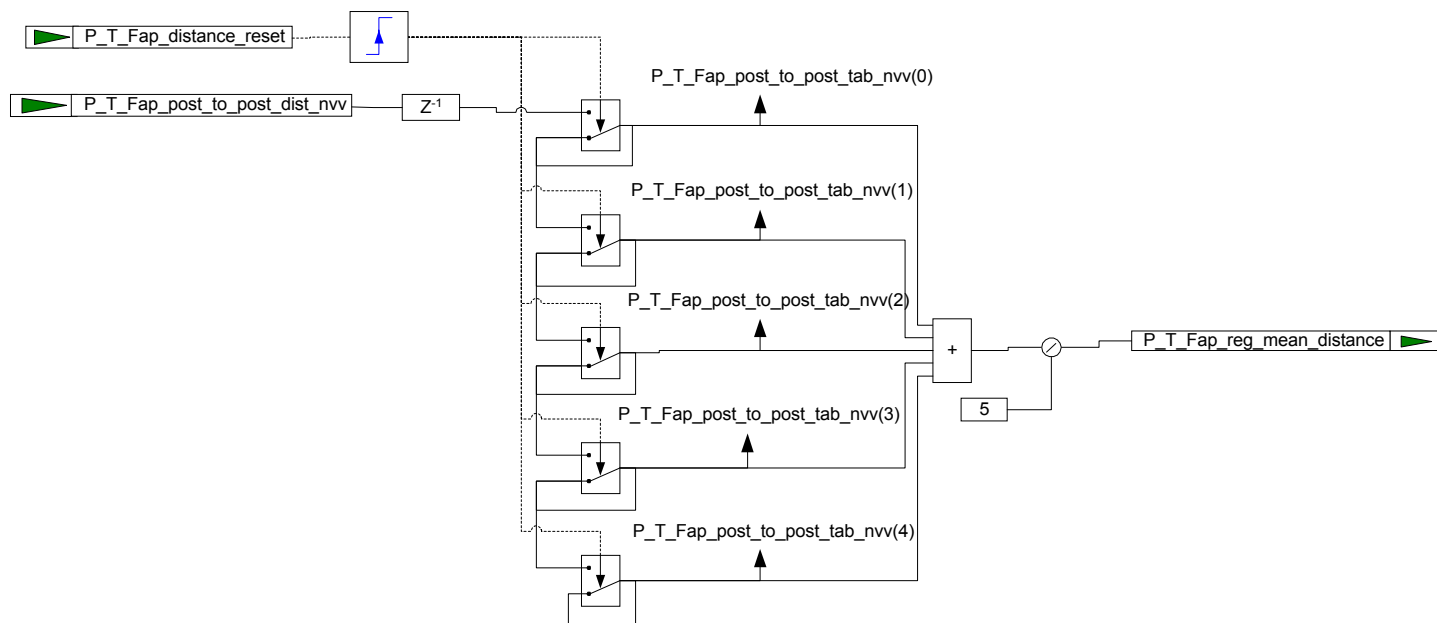 P_T_Fap_distance_reset
P_T_Fap_post_to_post_tab_nvv(0)
P_T_Fap_post_to_post_dist_nvv
Z-1
P_T_Fap_post_to_post_tab_nvv(1)
P_T_Fap_post_to_post_tab_nvv(2)
P_T_Fap_reg_mean_distance
+
5
P_T_Fap_post_to_post_tab_nvv(3)
P_T_Fap_post_to_post_tab_nvv(4)